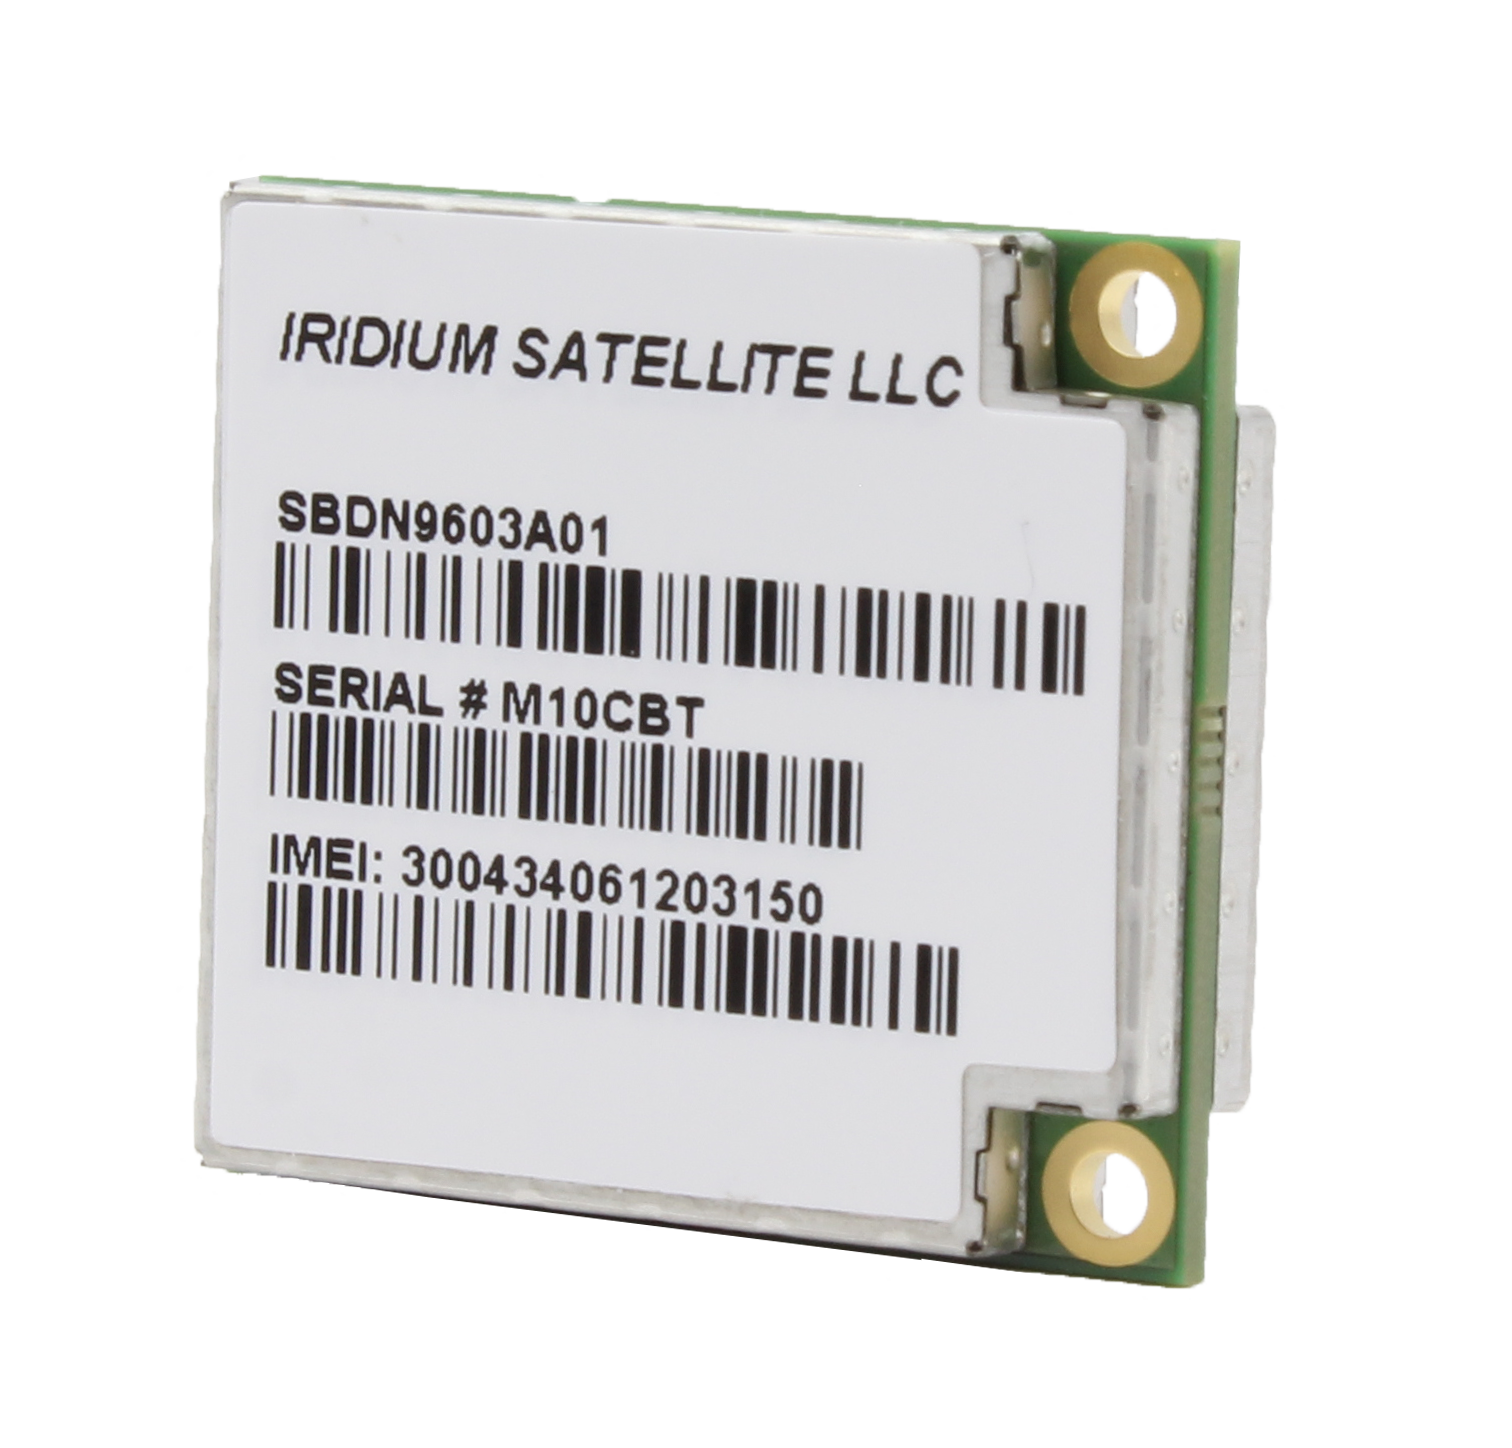 IRIDIUM SATELLITE LLC
SBDN9603A01
SERIAL # M10CBT
IMEI: 300434061203150